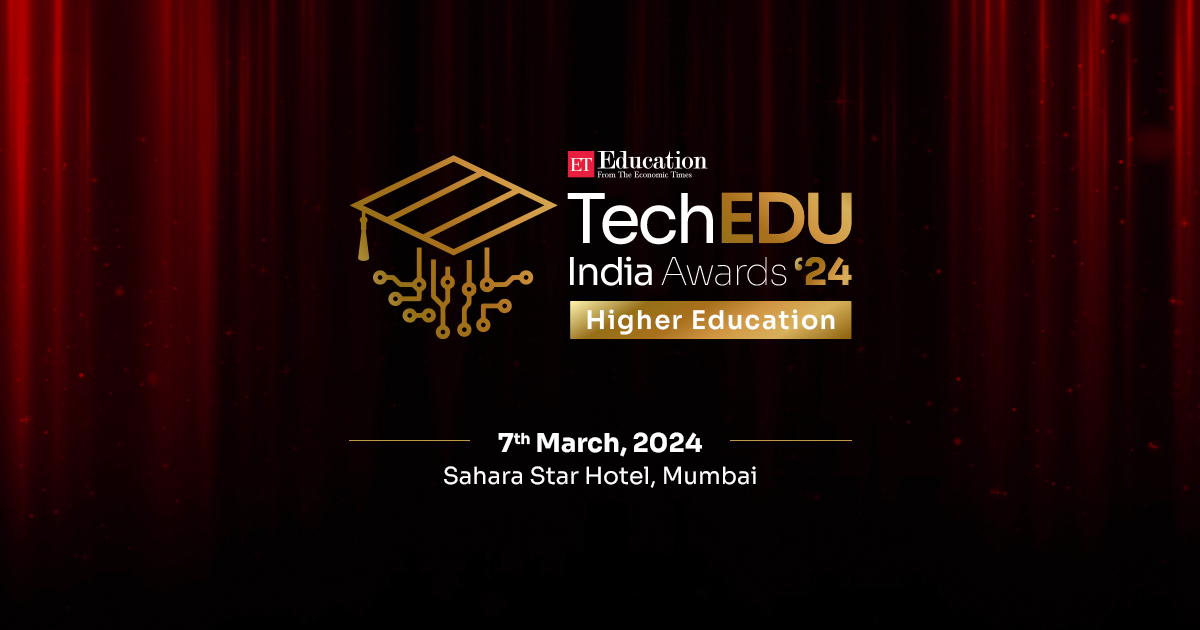 ET Education
From The Economic Times
TechEDU
India Awards ‘24
Higher Education
7th March, 2024
Sahara Star Hotel, Mumbai